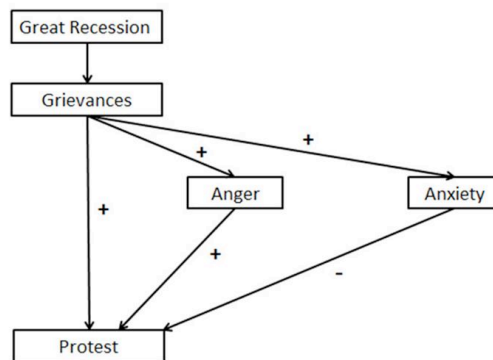 Great Recession
Grievances
+
+
Anger
Anxiety
+
+
-
Protest